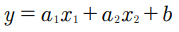 y = a₁x₁ + a₂x₂ + b